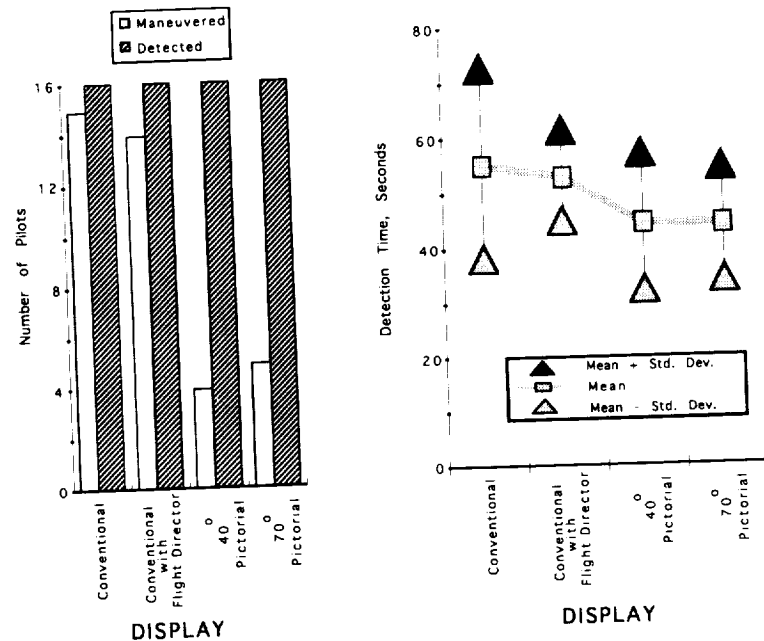 Maneuvered
Detected
Number of Pilots
16
12
8
4
0
Conventional
Conventional
with
Flight Director
40°
Pictorial
70°
Pictorial
DISPLAY
Detection Time, Seconds
80
60
40
20
0
Mean + Std. Dev.
Mean
Mean - Std. Dev.
Conventional
Conventional
with
Flight Director
40°
Pictorial
70°
Pictorial
DISPLAY